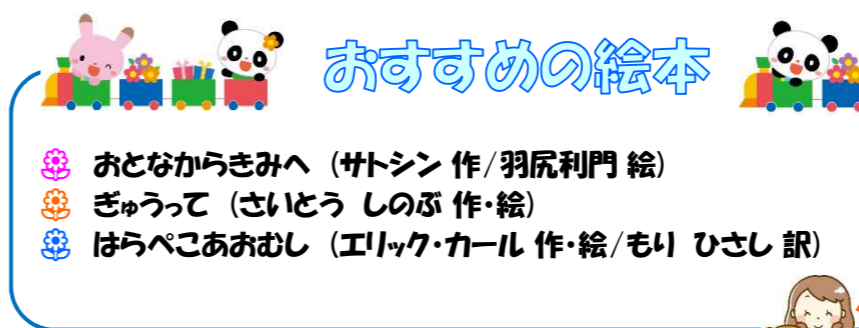 おすすめの絵本
おとなからきみへ (サトシン 作/羽尻利門 絵)
ぎゅうって (さいとう しのぶ 作・絵)
はらぺこあおむし (エリック・カール 作・絵/もり ひさし 訳)